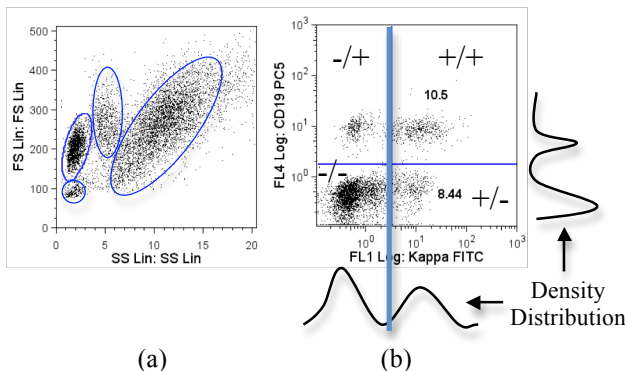 500
400
300
200
100
0
FS Lin: FS Lin
0 5 10 15 20
SS Lin: SS Lin
10³
10²
10¹
10⁰
FL4 Log: CD19 PC5
-/+ +/+
10.5
-/-
8.44 +/-
10⁰ 10¹ 10² 10³
FL1 Log: Kappa FITC
Density
Distribution
(a) (b)